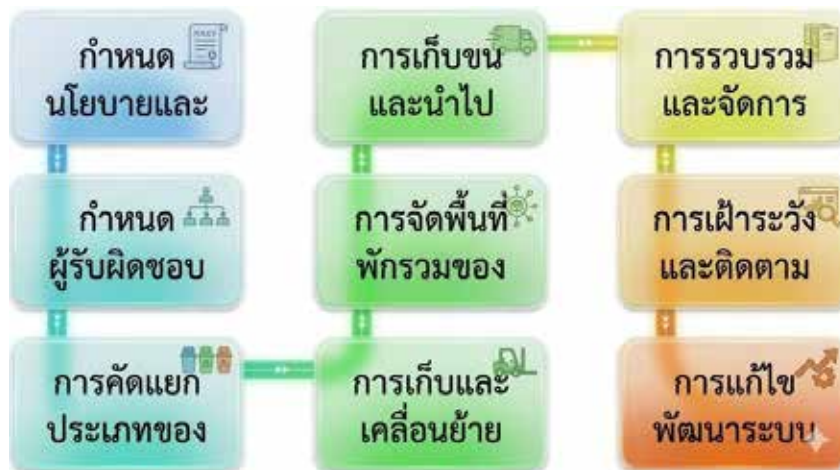 กำหนด
นโยบายและ
กำหนด
ผู้รับผิดชอบ
การคัดแยก
ประเภทของ
การเก็บและ
เคลื่อนย้าย
การจัดพื้นที่
พักรวมของ
การเก็บขน
และนำไป
การรวบรวม
และจัดการ
การเฝ้าระวัง
และติดตาม
การแก้ไข
พัฒนาระบบ